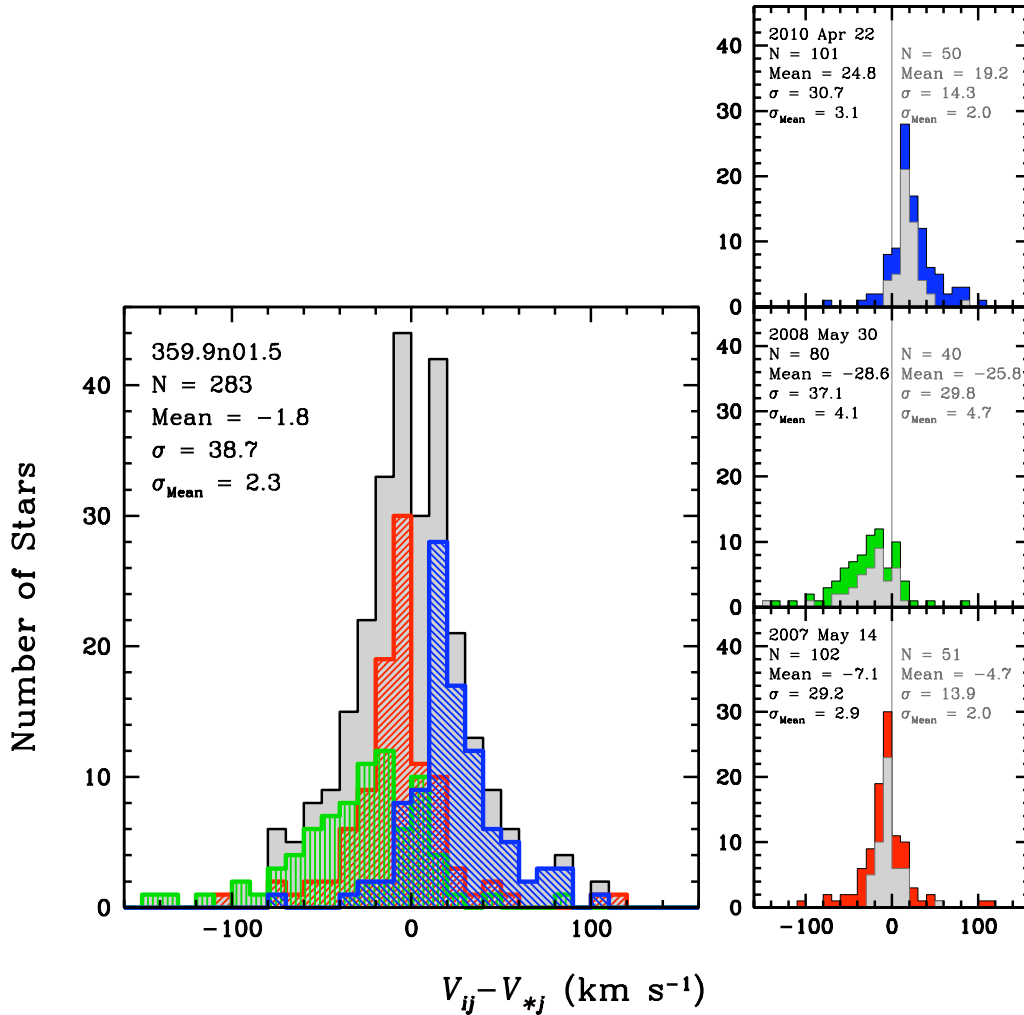 2010 Apr 22
N = 101 N = 50
Mean = 24.8 Mean = 19.2
σ = 30.7 σ = 14.3
σMean = 3.1 σMean = 2.0
40
30
20
10
0
2008 May 30
N = 80 N = 40
Mean = −28.6 Mean = −25.8
σ = 37.1 σ = 29.8
σMean = 4.1 σMean = 4.7
40
30
20
10
0
2007 May 14
N = 102 N = 51
Mean = −7.1 Mean = −4.7
σ = 29.2 σ = 13.9
σMean = 2.9 σMean = 2.0
40
30
20
10
0
−100 0 100
359.9n01.5
N = 283
Mean = −1.8
σ = 38.7
σMean = 2.3
40
30
20
10
0
−100 0 100
Number of Stars
Vij−V*j (km s−1)